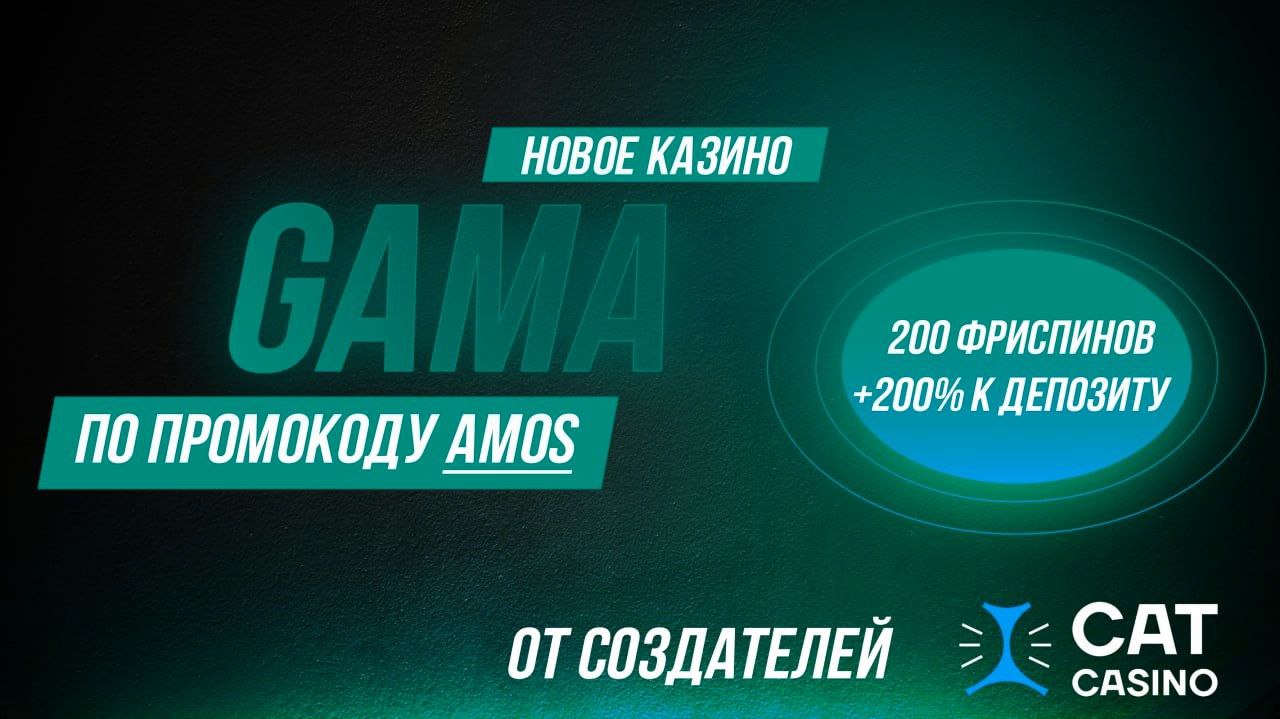 НОВОЕ КАЗИНО
GAMA
ПО ПРОМОКОДУ AMOS
200 ФРИСПИНОВ
+200% К ДЕПОЗИТУ
ОТ СОЗДАТЕЛЕЙ
CAT
CASINO